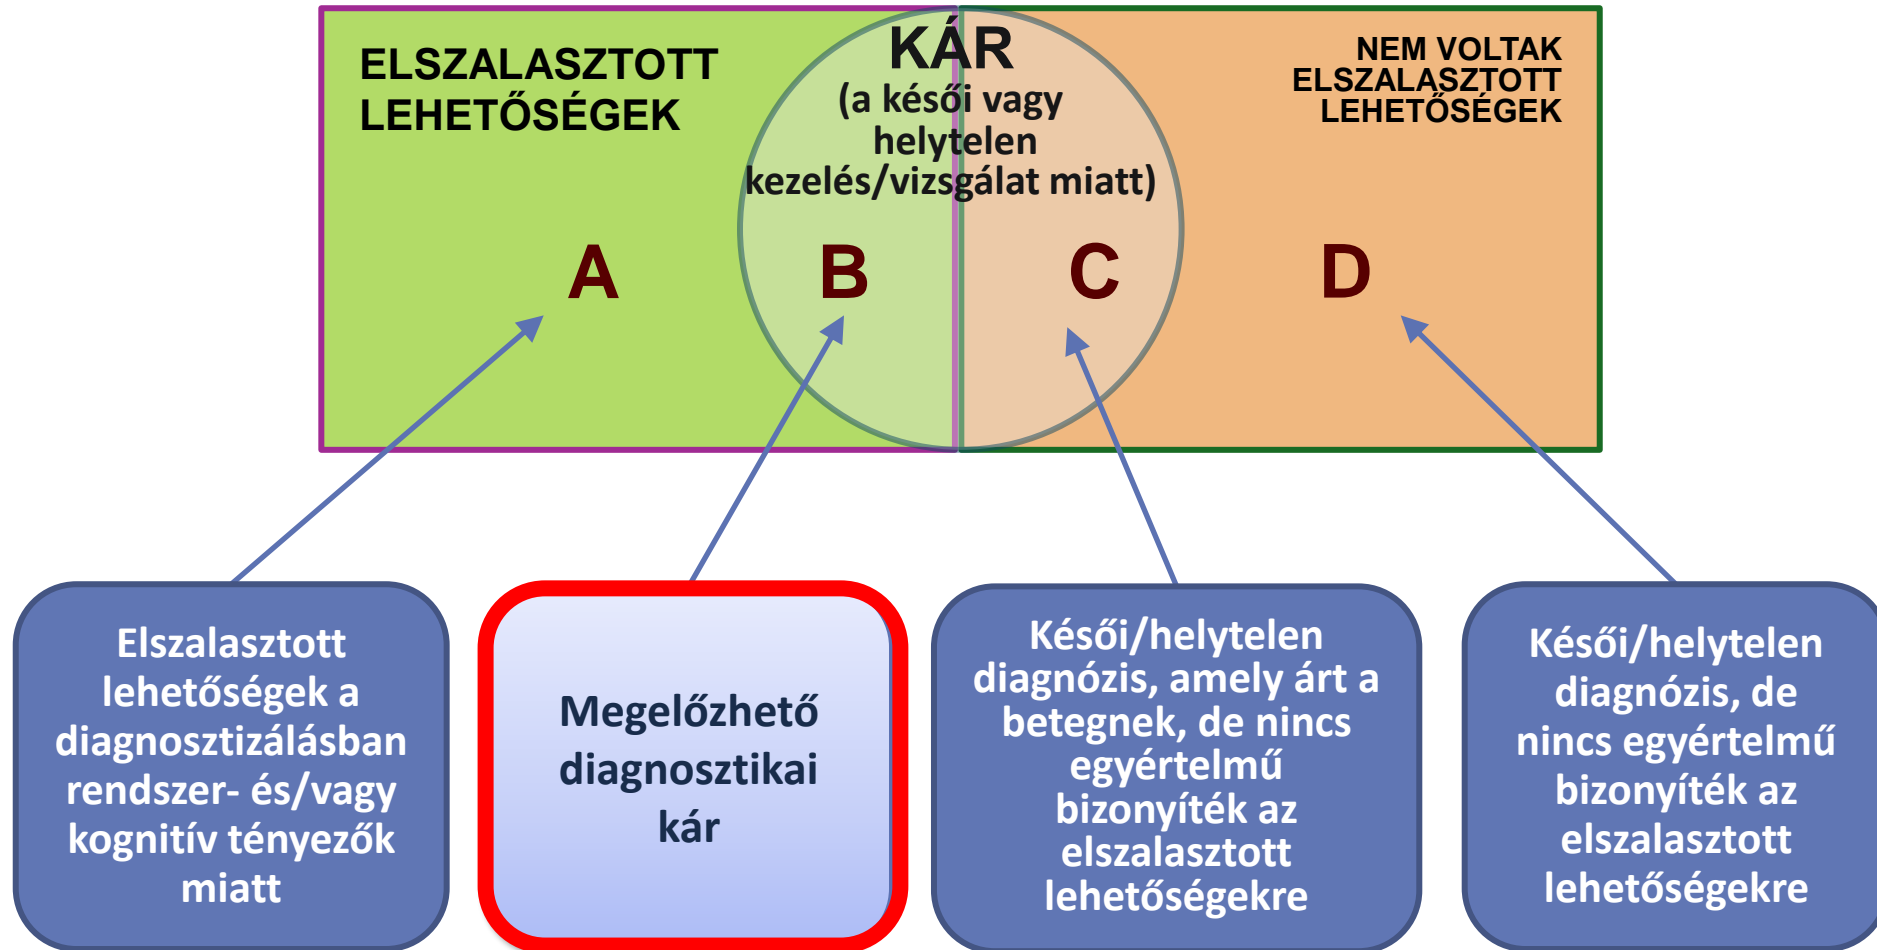 ELSZALASZTOTT
LEHETŐSÉGEK
KÁR
(a késői vagy
helytelen
kezelés/vizsgálat miatt)
NEM VOLTAK
ELSZALASZTOTT
LEHETŐSÉGEK
A
B
C
D
Elszalasztott
lehetőségek a
diagnosztizálásban
rendszer- és/vagy
kognitív tényezők
miatt
Megelőzhető
diagnosztikai
kár
Késői/helytelen
diagnózis, amely árt a
betegnek, de nincs
egyértelmű
bizonyíték az
elszalasztott
lehetőségekre
Késői/helytelen
diagnózis, de
nincs egyértelmű
bizonyíték az
elszalasztott
lehetőségekre